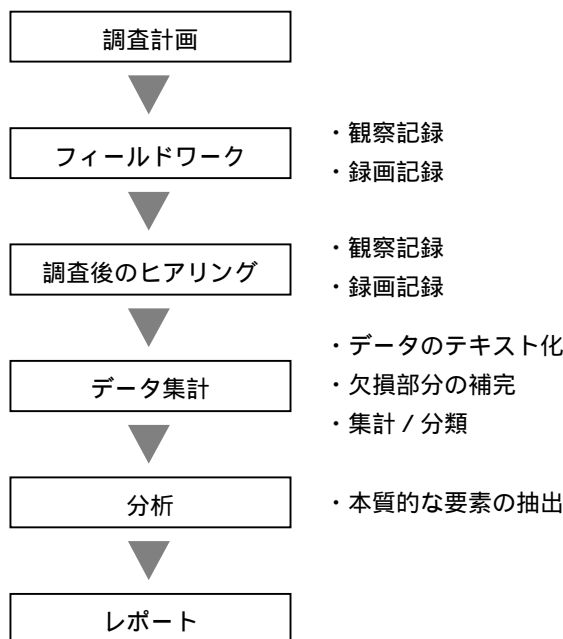 調査計画
フィールドワーク
・観察記録
・録画記録
調査後のヒアリング
・観察記録
・録画記録
データ集計
・データのテキスト化
・欠損部分の補完
・集計 / 分類
分析
・本質的な要素の抽出
レポート